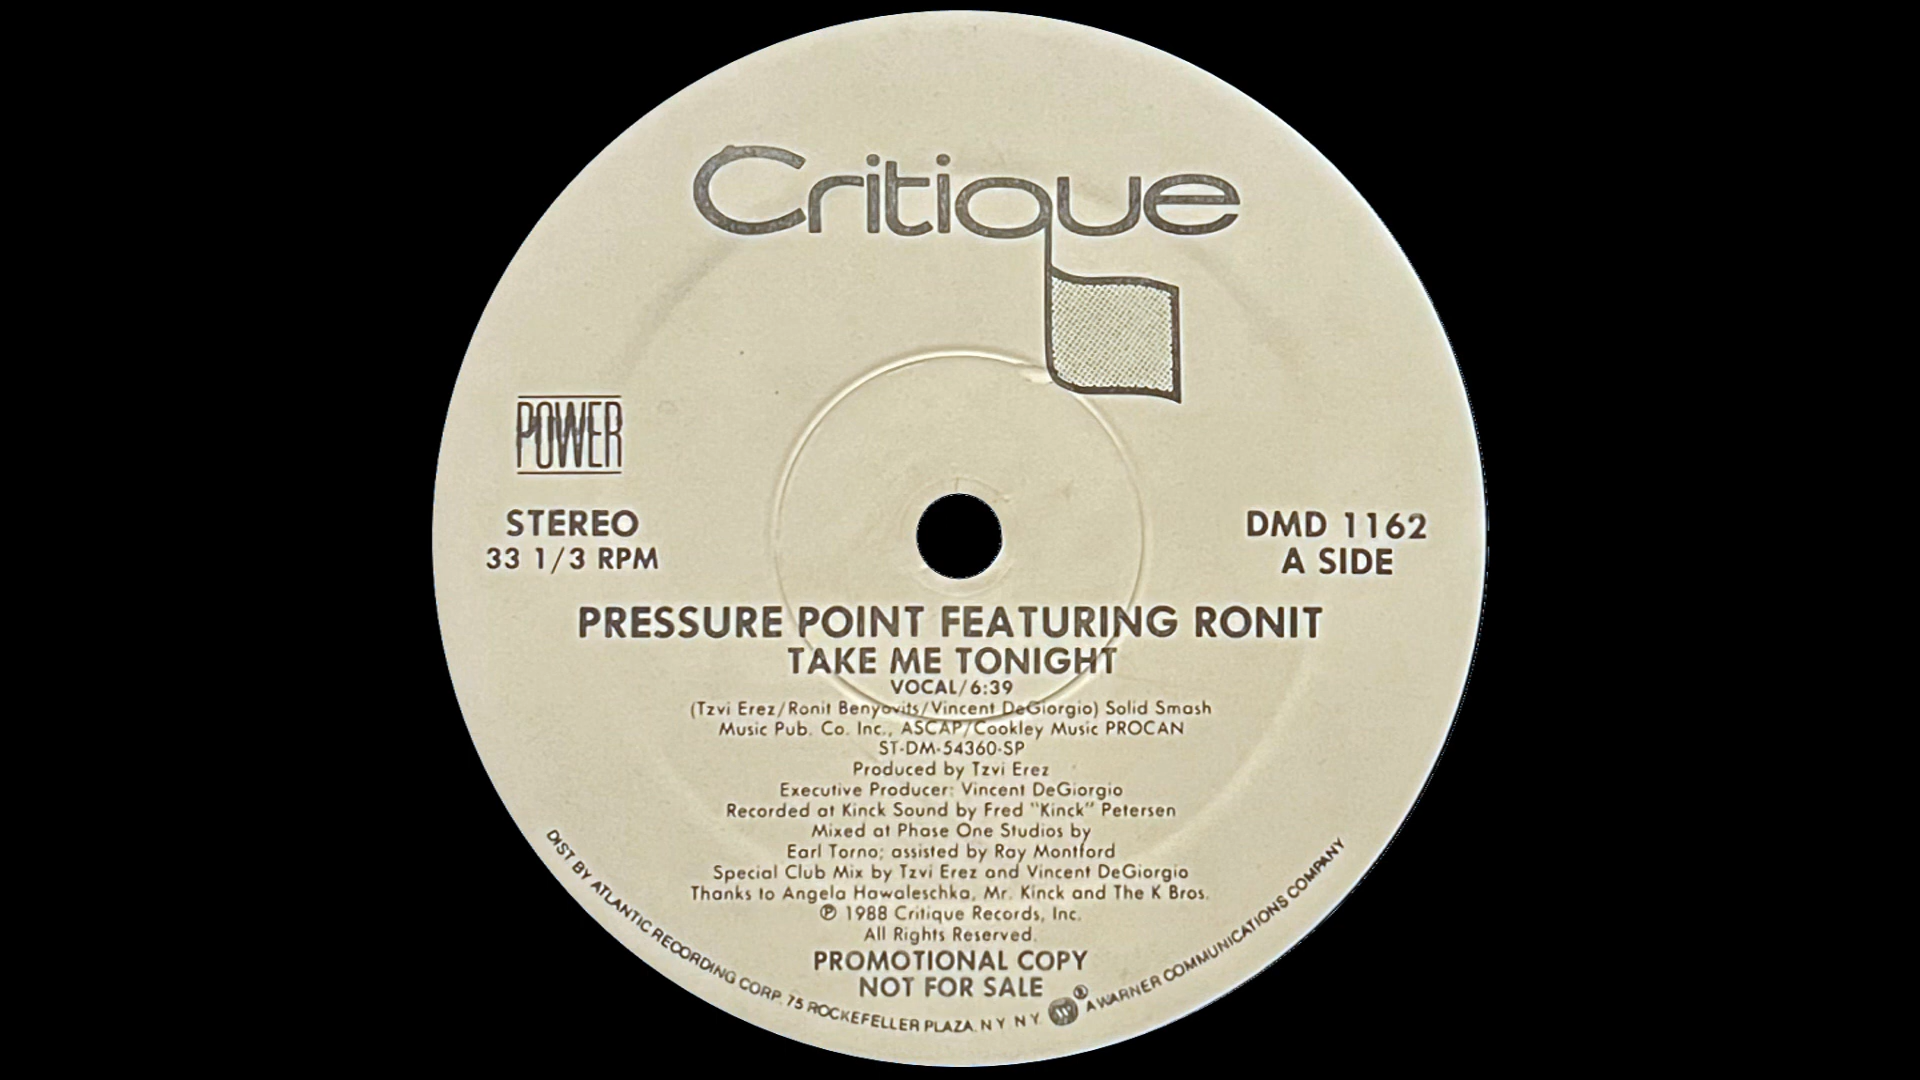 Critique
POWER
STEREO
33 1/3 RPM
DMD 1162
A SIDE
PRESSURE POINT FEATURING RONIT
TAKE ME TONIGHT
VOCAL/6:39
(Tzvi Erez/Ronit Benyovits/Vincent DeGiorgio) Solid Smash
Music Pub. Co. Inc., ASCAP/Cookley Music PROCAN
ST-DM-54360-SP
Produced by Tzvi Erez
Executive Producer: Vincent DeGiorgio
Recorded at Kinck Sound by Fred "Kinck" Petersen
Mixed at Phase One Studios by
Earl Torno; assisted by Ray Montford
Special Club Mix by Tzvi Erez and Vincent DeGiorgio
Thanks to Angela Hawaleschka, Mr. Kinck and The K Bros.
℗ 1988 Critique Records, Inc.
All Rights Reserved.
PROMOTIONAL COPY
NOT FOR SALE
DIST BY ATLANTIC RECORDING CORP. 75 ROCKEFELLER PLAZA. N Y N Y. ® A WARNER COMMUNICATIONS COMPANY